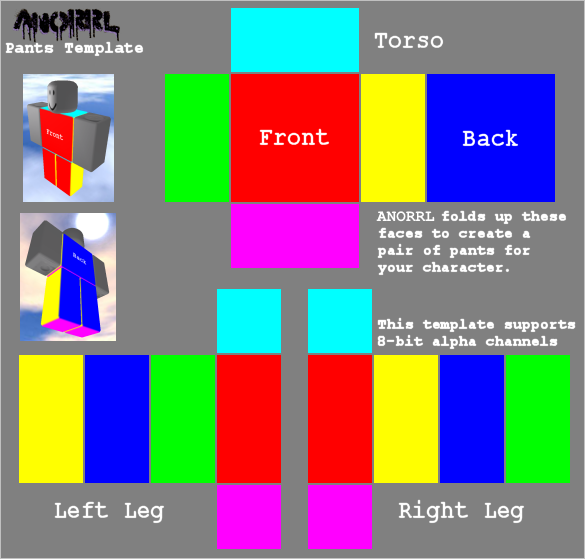 ANORRL
Pants Template
Torso
Front
Front
Back
Back
ANORRL folds up these
faces to create a
pair of pants for
your character.
This template supports
8-bit alpha channels
Left Leg
Right Leg